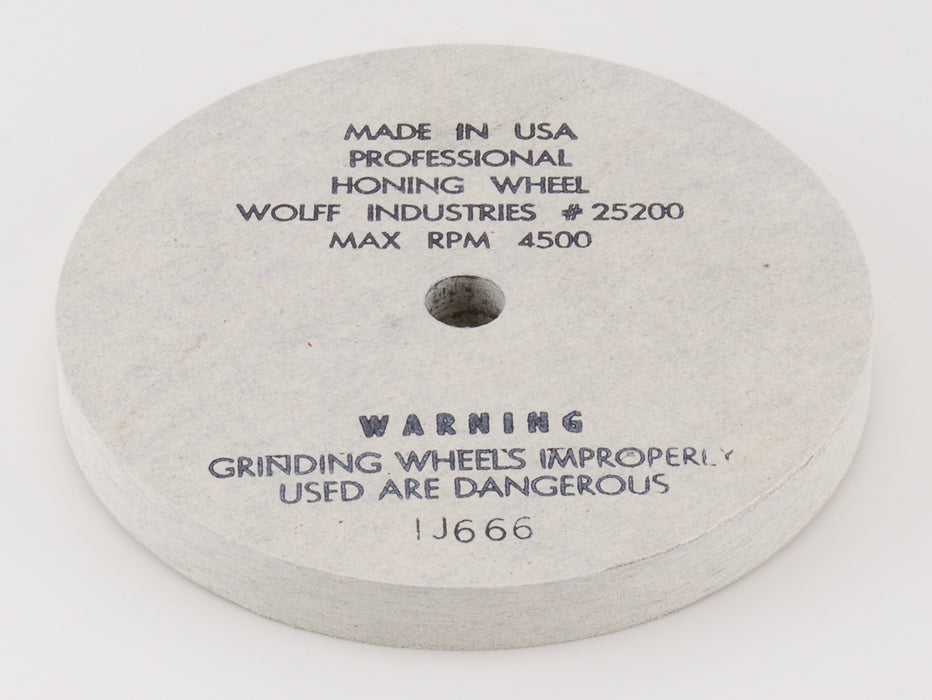 MADE IN USA
PROFESSIONAL
HONING WHEEL
WOLFF INDUSTRIES # 25200
MAX RPM 4500
WARNING
GRINDING WHEELS IMPROPERLY
USED ARE DANGEROUS
IJ666